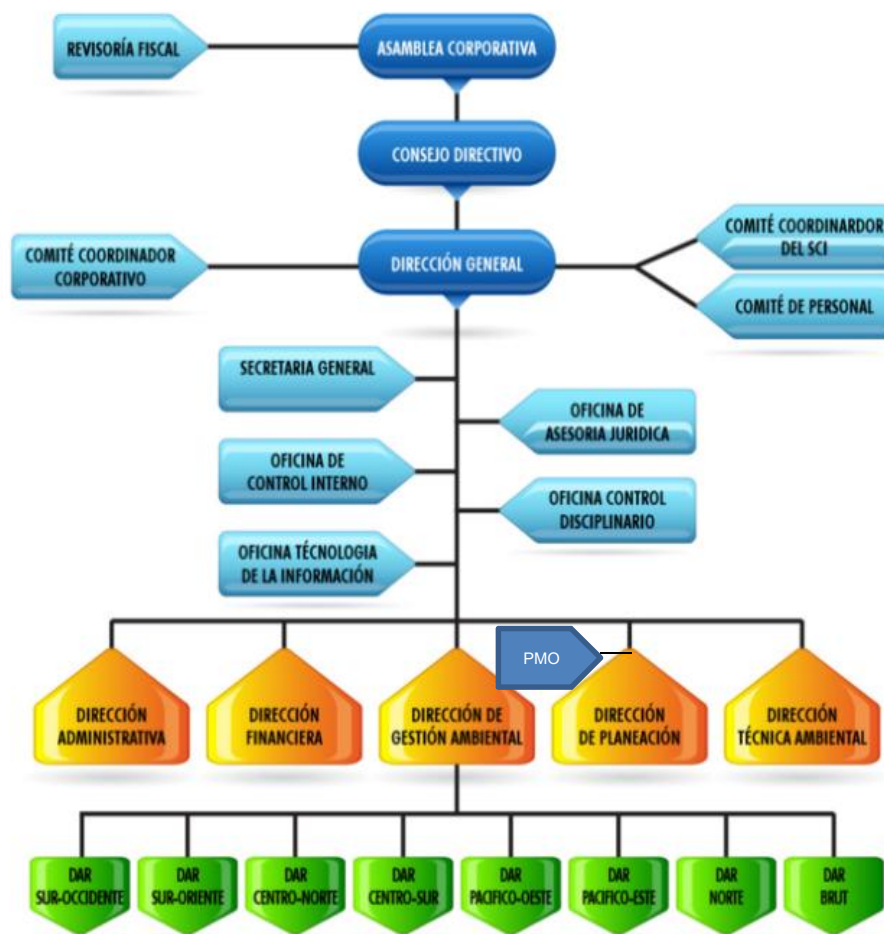 REVISORÍA FISCAL
ASAMBLEA CORPORATIVA
CONSEJO DIRECTIVO
COMITÉ COORDINADOR
CORPORATIVO
DIRECCIÓN GENERAL
COMITÉ COORDINARDOR
DEL SCI
COMITÉ DE PERSONAL
SECRETARIA GENERAL
OFICINA DE
ASESORIA JURIDICA
OFICINA DE
CONTROL INTERNO
OFICINA CONTROL
DISCIPLINARIO
OFICINA TÉCNOLOGIA
DE LA INFORMACIÓN
PMO
DIRECCIÓN
ADMINISTRATIVA
DIRECCIÓN
FINANCIERA
DIRECCIÓN DE
GESTIÓN AMBIENTAL
DIRECCIÓN
DE PLANEACIÓN
DIRECCIÓN
TÉCNICA AMBIENTAL
DAR
SUR-OCCIDENTE
DAR
SUR-ORIENTE
DAR
CENTRO-NORTE
DAR
CENTRO-SUR
DAR
PACIFICO-OESTE
DAR
PACIFICO-ESTE
DAR
NORTE
DAR
BRUT